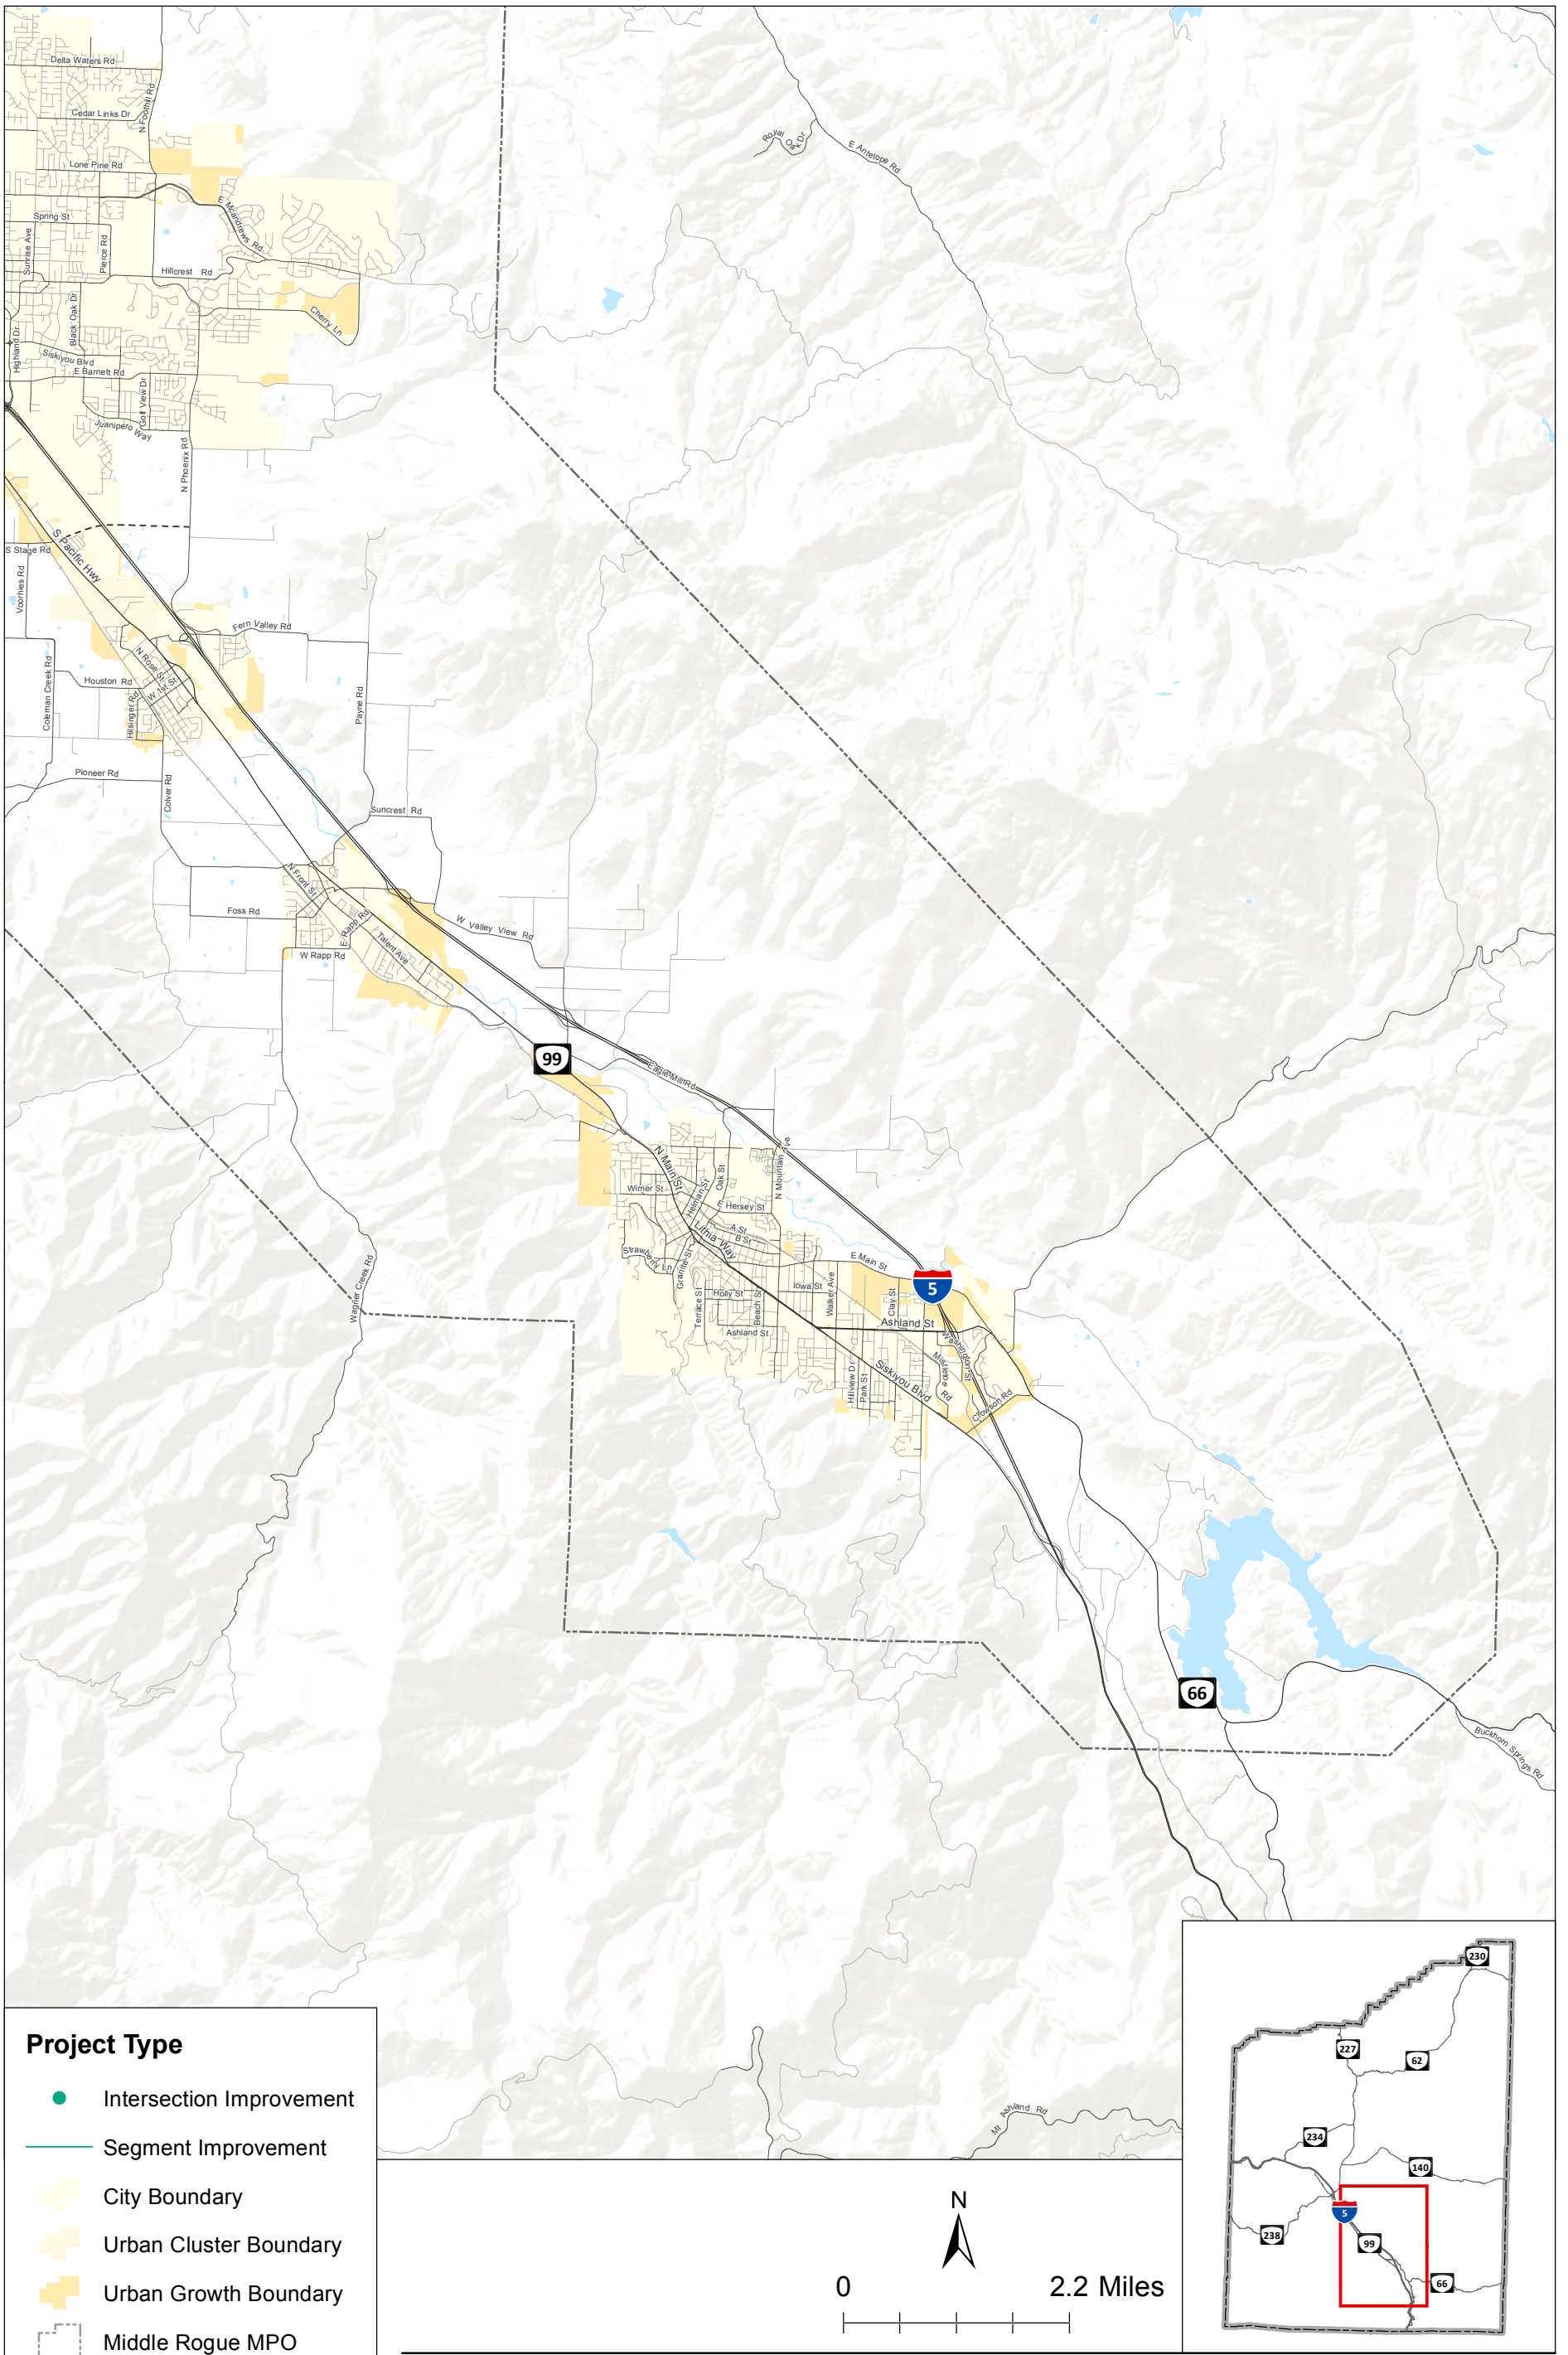 Delta Waters Rd
Cedar Links Dr
N Foothill Rd
Lone Pine Rd
Royal Oak Dr
E Antelope Rd
Spring St
E Mcandrews Rd
Sunrise Ave
Pierce Rd
Hillcrest Rd
Black Oak Dr
Cherry Ln
Highland Dr
Siskiyou Blvd
E Barnett Rd
Golf View Dr
Juanipero Way
N Phoenix Rd
S Stage Rd
S Pacific Hwy
Voorhies Rd
Fern Valley Rd
Coleman Creek Rd
N Rose St
Houston Rd
W 1st St
Hilsinger Rd
Payne Rd
Pioneer Rd
Colver Rd
Suncrest Rd
N Front St
Foss Rd
E Rapp Rd
W Valley View Rd
Talent Ave
W Rapp Rd
99
Eagle Mill Rd
N Main St
Oak St
N Mountain Ave
Wimer St
Helman St
E Hersey St
A St
B St
Lithia Way
Strawberry Ln
Granite St
E Main St
Wagner Creek Rd
Terrace St
Holly St
Beach St
Iowa St
Walker Ave
Clay St
5
Ashland St
Ashland St
Washington St
Mistletoe Rd
Siskiyou Blvd
Hillview Dr
Park St
Crowson Rd
66
Buckhorn Springs Rd
Mt Ashland Rd
Project Type
Intersection Improvement
Segment Improvement
City Boundary
Urban Cluster Boundary
Urban Growth Boundary
Middle Rogue MPO
N
0 2.2 Miles
230
227
62
234
140
5
238
99
66